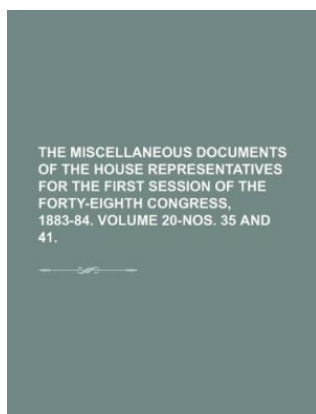 THE MISCELLANEOUS DOCUMENTS
OF THE HOUSE REPRESENTATIVES
FOR THE FIRST SESSION OF THE
FORTY-EIGHTH CONGRESS,
1883-84. VOLUME 20-NOS. 35 AND
41.